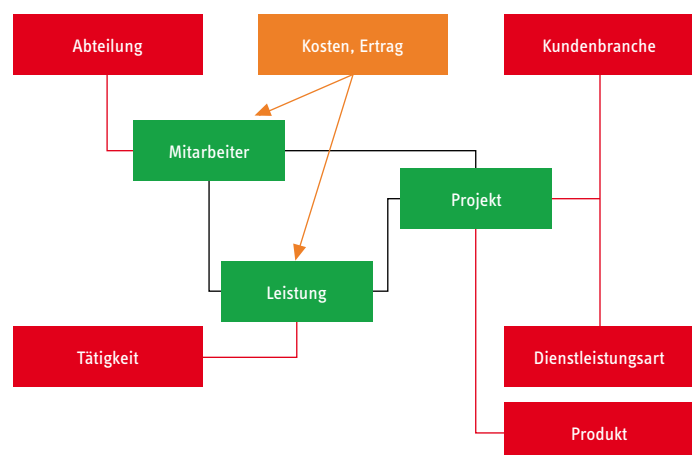 Abteilung
Kosten, Ertrag
Kundenbranche
Mitarbeiter
Projekt
Leistung
Tätigkeit
Dienstleistungsart
Produkt